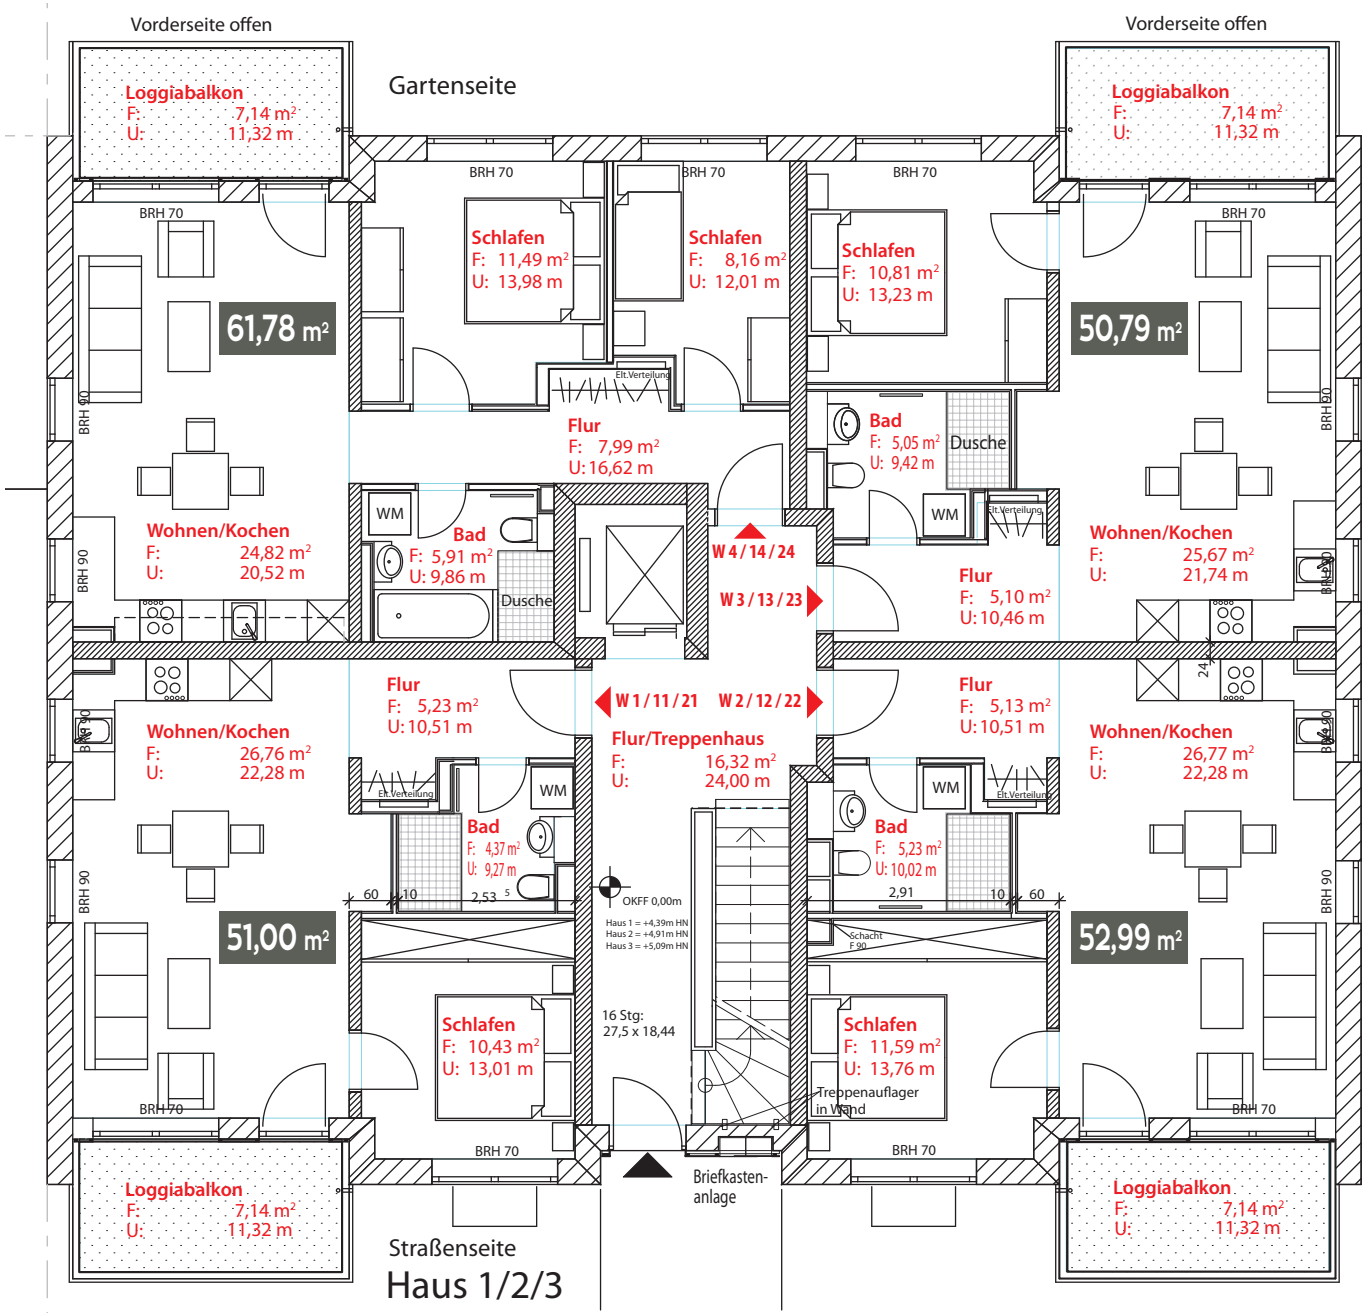 Vorderseite offen
Vorderseite offen
Gartenseite
Loggiabalkon
F: 7,14 m²
U: 11,32 m
Loggiabalkon
F: 7,14 m²
U: 11,32 m
BRH 70
BRH 70
BRH 70
BRH 70
BRH 70
Schlafen
F: 11,49 m²
U: 13,98 m
Schlafen
F: 8,16 m²
U: 12,01 m
Schlafen
F: 10,81 m²
U: 13,23 m
61,78 m²
50,79 m²
Elt.Verteilung
BRH 90
BRH 90
Flur
F: 7,99 m²
U: 16,62 m
Bad
F: 5,05 m²
U: 9,42 m
Dusche
WM
Bad
F: 5,91 m²
U: 9,86 m
Dusche
WM
Elt.Verteilung
Wohnen/Kochen
F: 24,82 m²
U: 20,52 m
Wohnen/Kochen
F: 25,67 m²
U: 21,74 m
BRH 90
BRH 90
W 4 / 14 / 24
W 3 / 13 / 23
Flur
F: 5,10 m²
U: 10,46 m
24
Flur
F: 5,23 m²
U: 10,51 m
W 1 / 11 / 21
W 2 / 12 / 22
Flur
F: 5,13 m²
U: 10,51 m
Wohnen/Kochen
F: 26,76 m²
U: 22,28 m
Flur/Treppenhaus
F: 16,32 m²
U: 24,00 m
Wohnen/Kochen
F: 26,77 m²
U: 22,28 m
BRH 90
BRH 90
Elt.Verteilung
WM
WM
Elt.Verteilung
Bad
F: 4,37 m²
U: 9,27 m
Bad
F: 5,23 m²
U: 10,02 m
BRH 90
BRH 90
60
10
2,53 5
2,91
10
60
OKFF 0,00m
Haus 1 = +4,39m HN
Haus 2 = +4,91m HN
Haus 3 = +5,09m HN
51,00 m²
52,99 m²
Schacht
F 90
16 Stg:
27,5 x 18,44
Schlafen
F: 10,43 m²
U: 13,01 m
Schlafen
F: 11,59 m²
U: 13,76 m
Treppenauflager
in Wand
BRH 70
BRH 70
BRH 70
BRH 70
Briefkasten-
anlage
Loggiabalkon
F: 7,14 m²
U: 11,32 m
Loggiabalkon
F: 7,14 m²
U: 11,32 m
Straßenseite
Haus 1/2/3